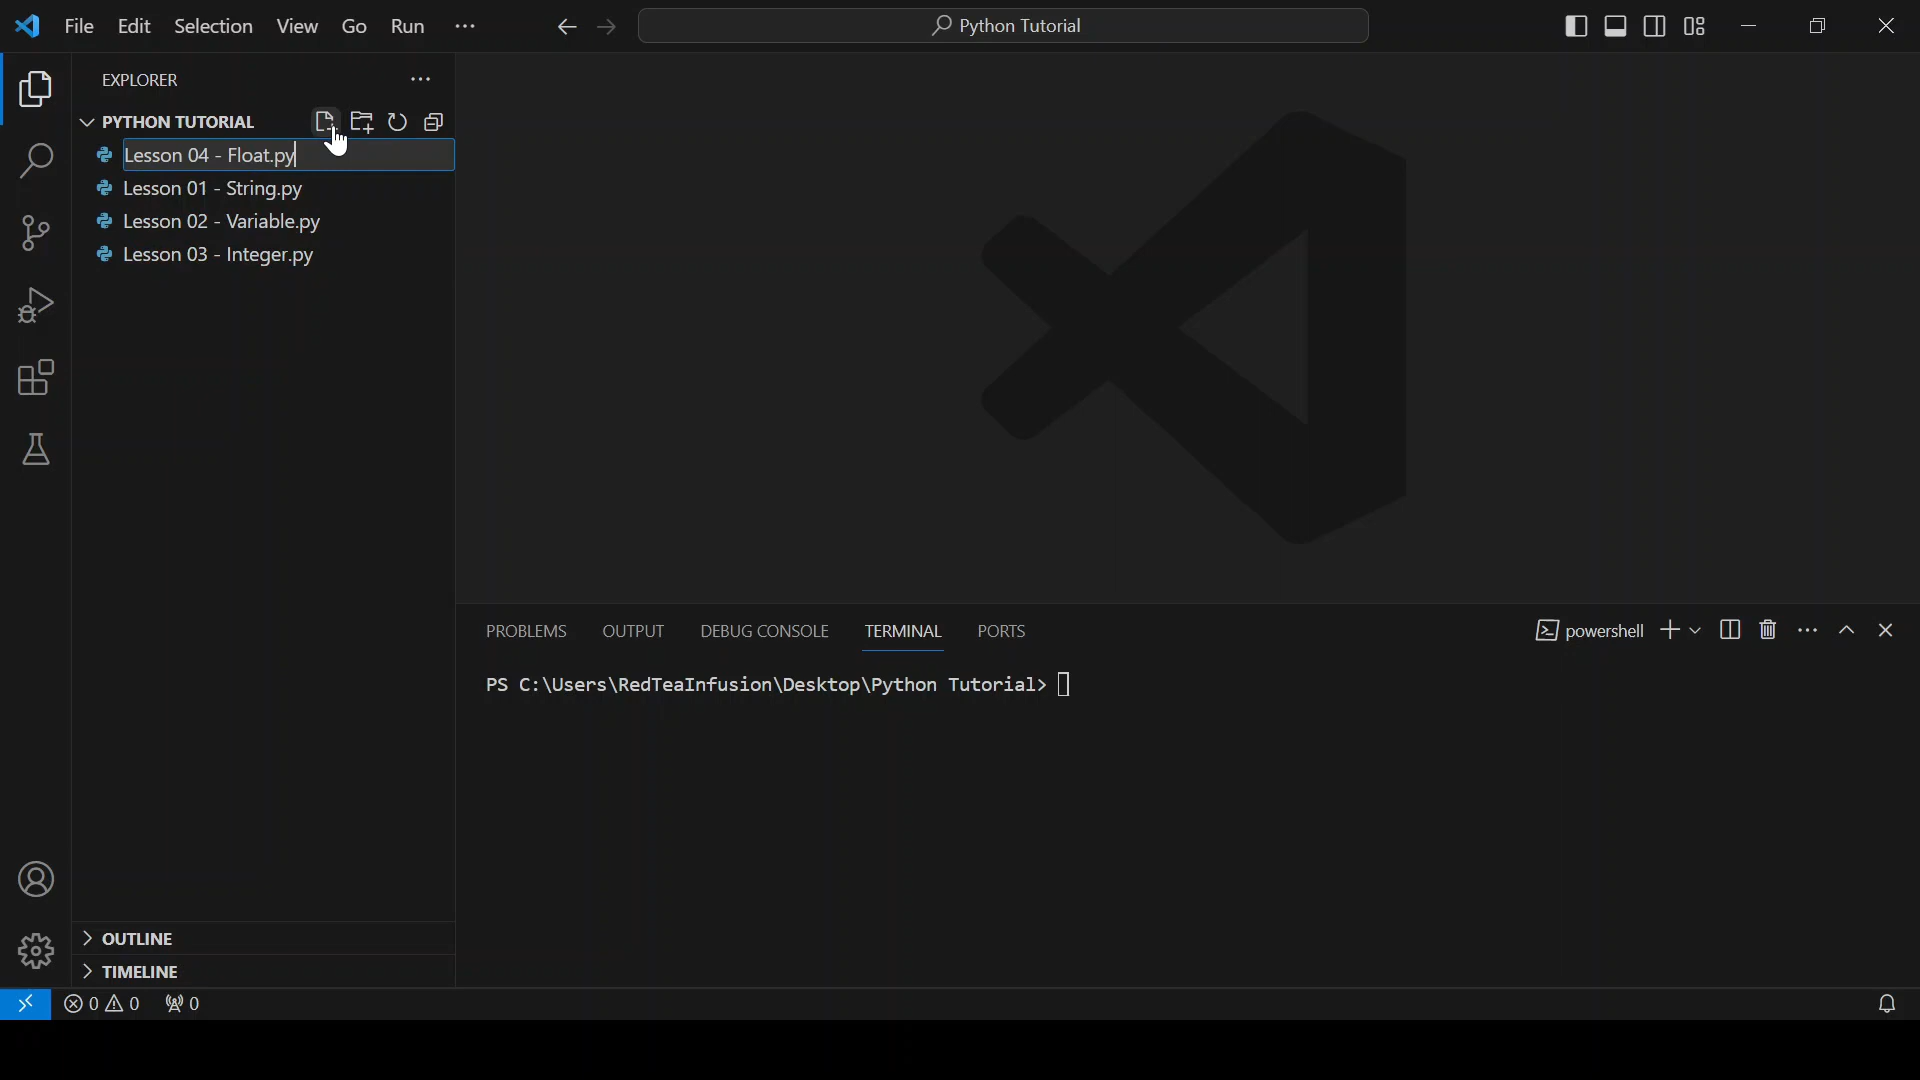 File Edit Selection View Go Run ···
Python Tutorial
EXPLORER
PYTHON TUTORIAL
Lesson 04 - Float.py
Lesson 01 - String.py
Lesson 02 - Variable.py
Lesson 03 - Integer.py
PROBLEMS OUTPUT DEBUG CONSOLE TERMINAL PORTS
powershell
PS C:\Users\RedTeaInfusion\Desktop\Python Tutorial>
OUTLINE
TIMELINE
0 0 0